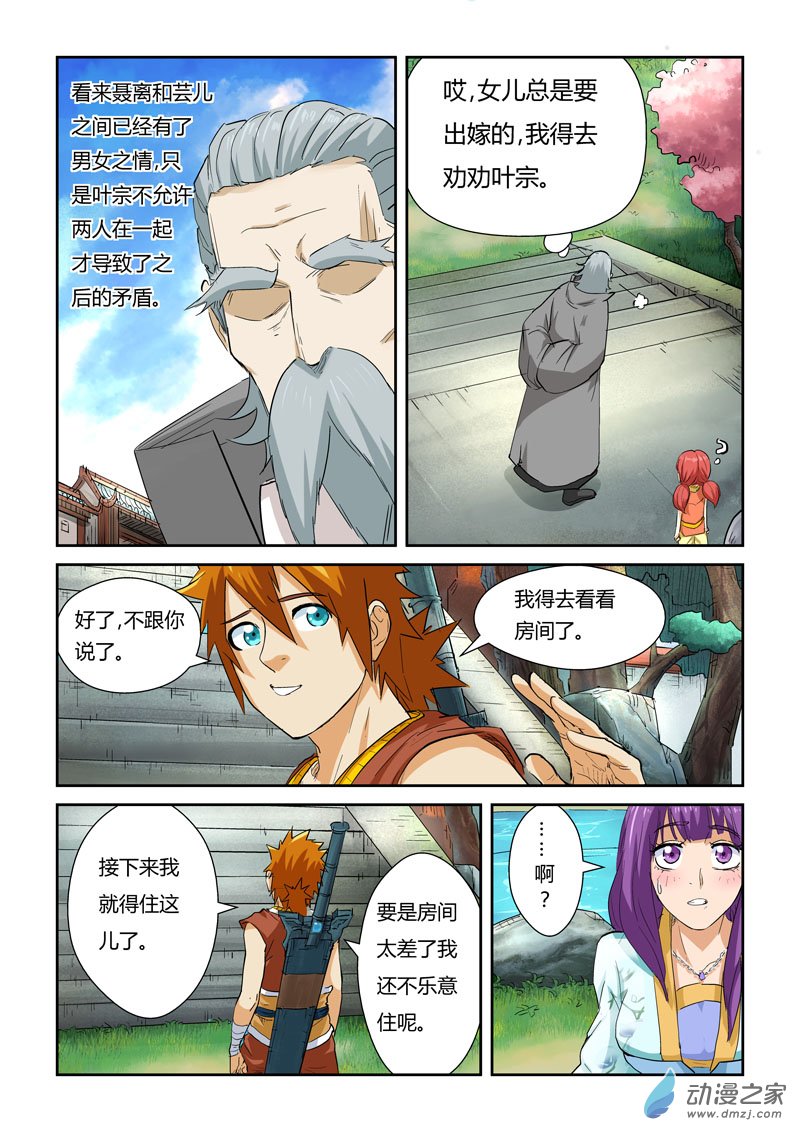 看来聂离和芸儿
之间已经有了
男女之情,只
是叶宗不允许
两人在一起
才导致了之
后的矛盾。
哎,女儿总是要
出嫁的,我得去
劝劝叶宗。
?
好了,不跟你
说了。
我得去看看
房间了。
接下来我
就得住这
儿了。
要是房间
太差了我
还不乐意
住呢。
……
啊
?
动漫之家
www.dmzj.com